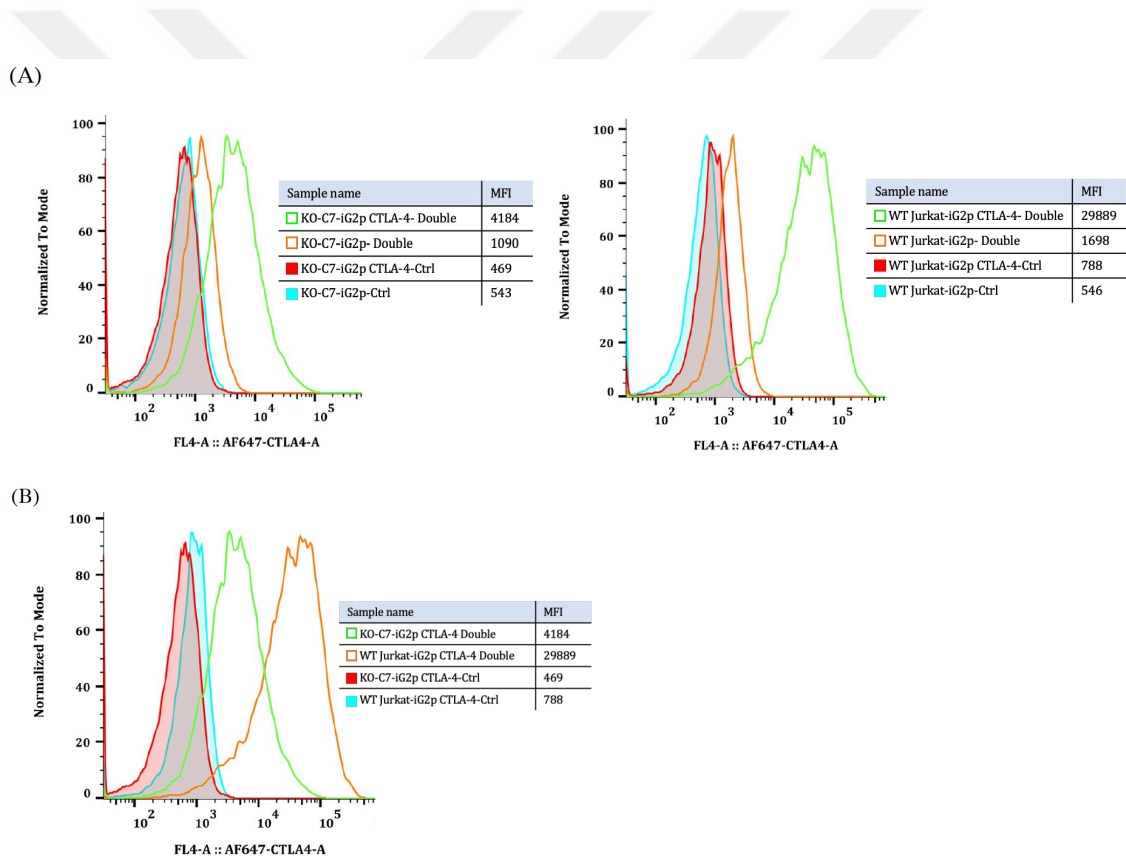 (A)
100
80
60
40
20
0
Normalized To Mode
10^2 10^3 10^4 10^5
FL4-A :: AF647-CTLA4-A
Sample name MFI
KO-C7-iG2p CTLA-4- Double 4184
KO-C7-iG2p- Double 1090
KO-C7-iG2p CTLA-4-Ctrl 469
KO-C7-iG2p-Ctrl 543
100
80
60
40
20
0
Normalized To Mode
10^2 10^3 10^4 10^5
FL4-A :: AF647-CTLA4-A
Sample name MFI
WT Jurkat-iG2p CTLA-4- Double 29889
WT Jurkat-iG2p- Double 1698
WT Jurkat-iG2p CTLA-4-Ctrl 788
WT Jurkat-iG2p-Ctrl 546
(B)
100
80
60
40
20
0
Normalized To Mode
10^2 10^3 10^4 10^5
FL4-A :: AF647-CTLA4-A
Sample name MFI
KO-C7-iG2p CTLA-4 Double 4184
WT Jurkat-iG2p CTLA-4 Double 29889
KO-C7-iG2p CTLA-4-Ctrl 469
WT Jurkat-iG2p CTLA-4-Ctrl 788